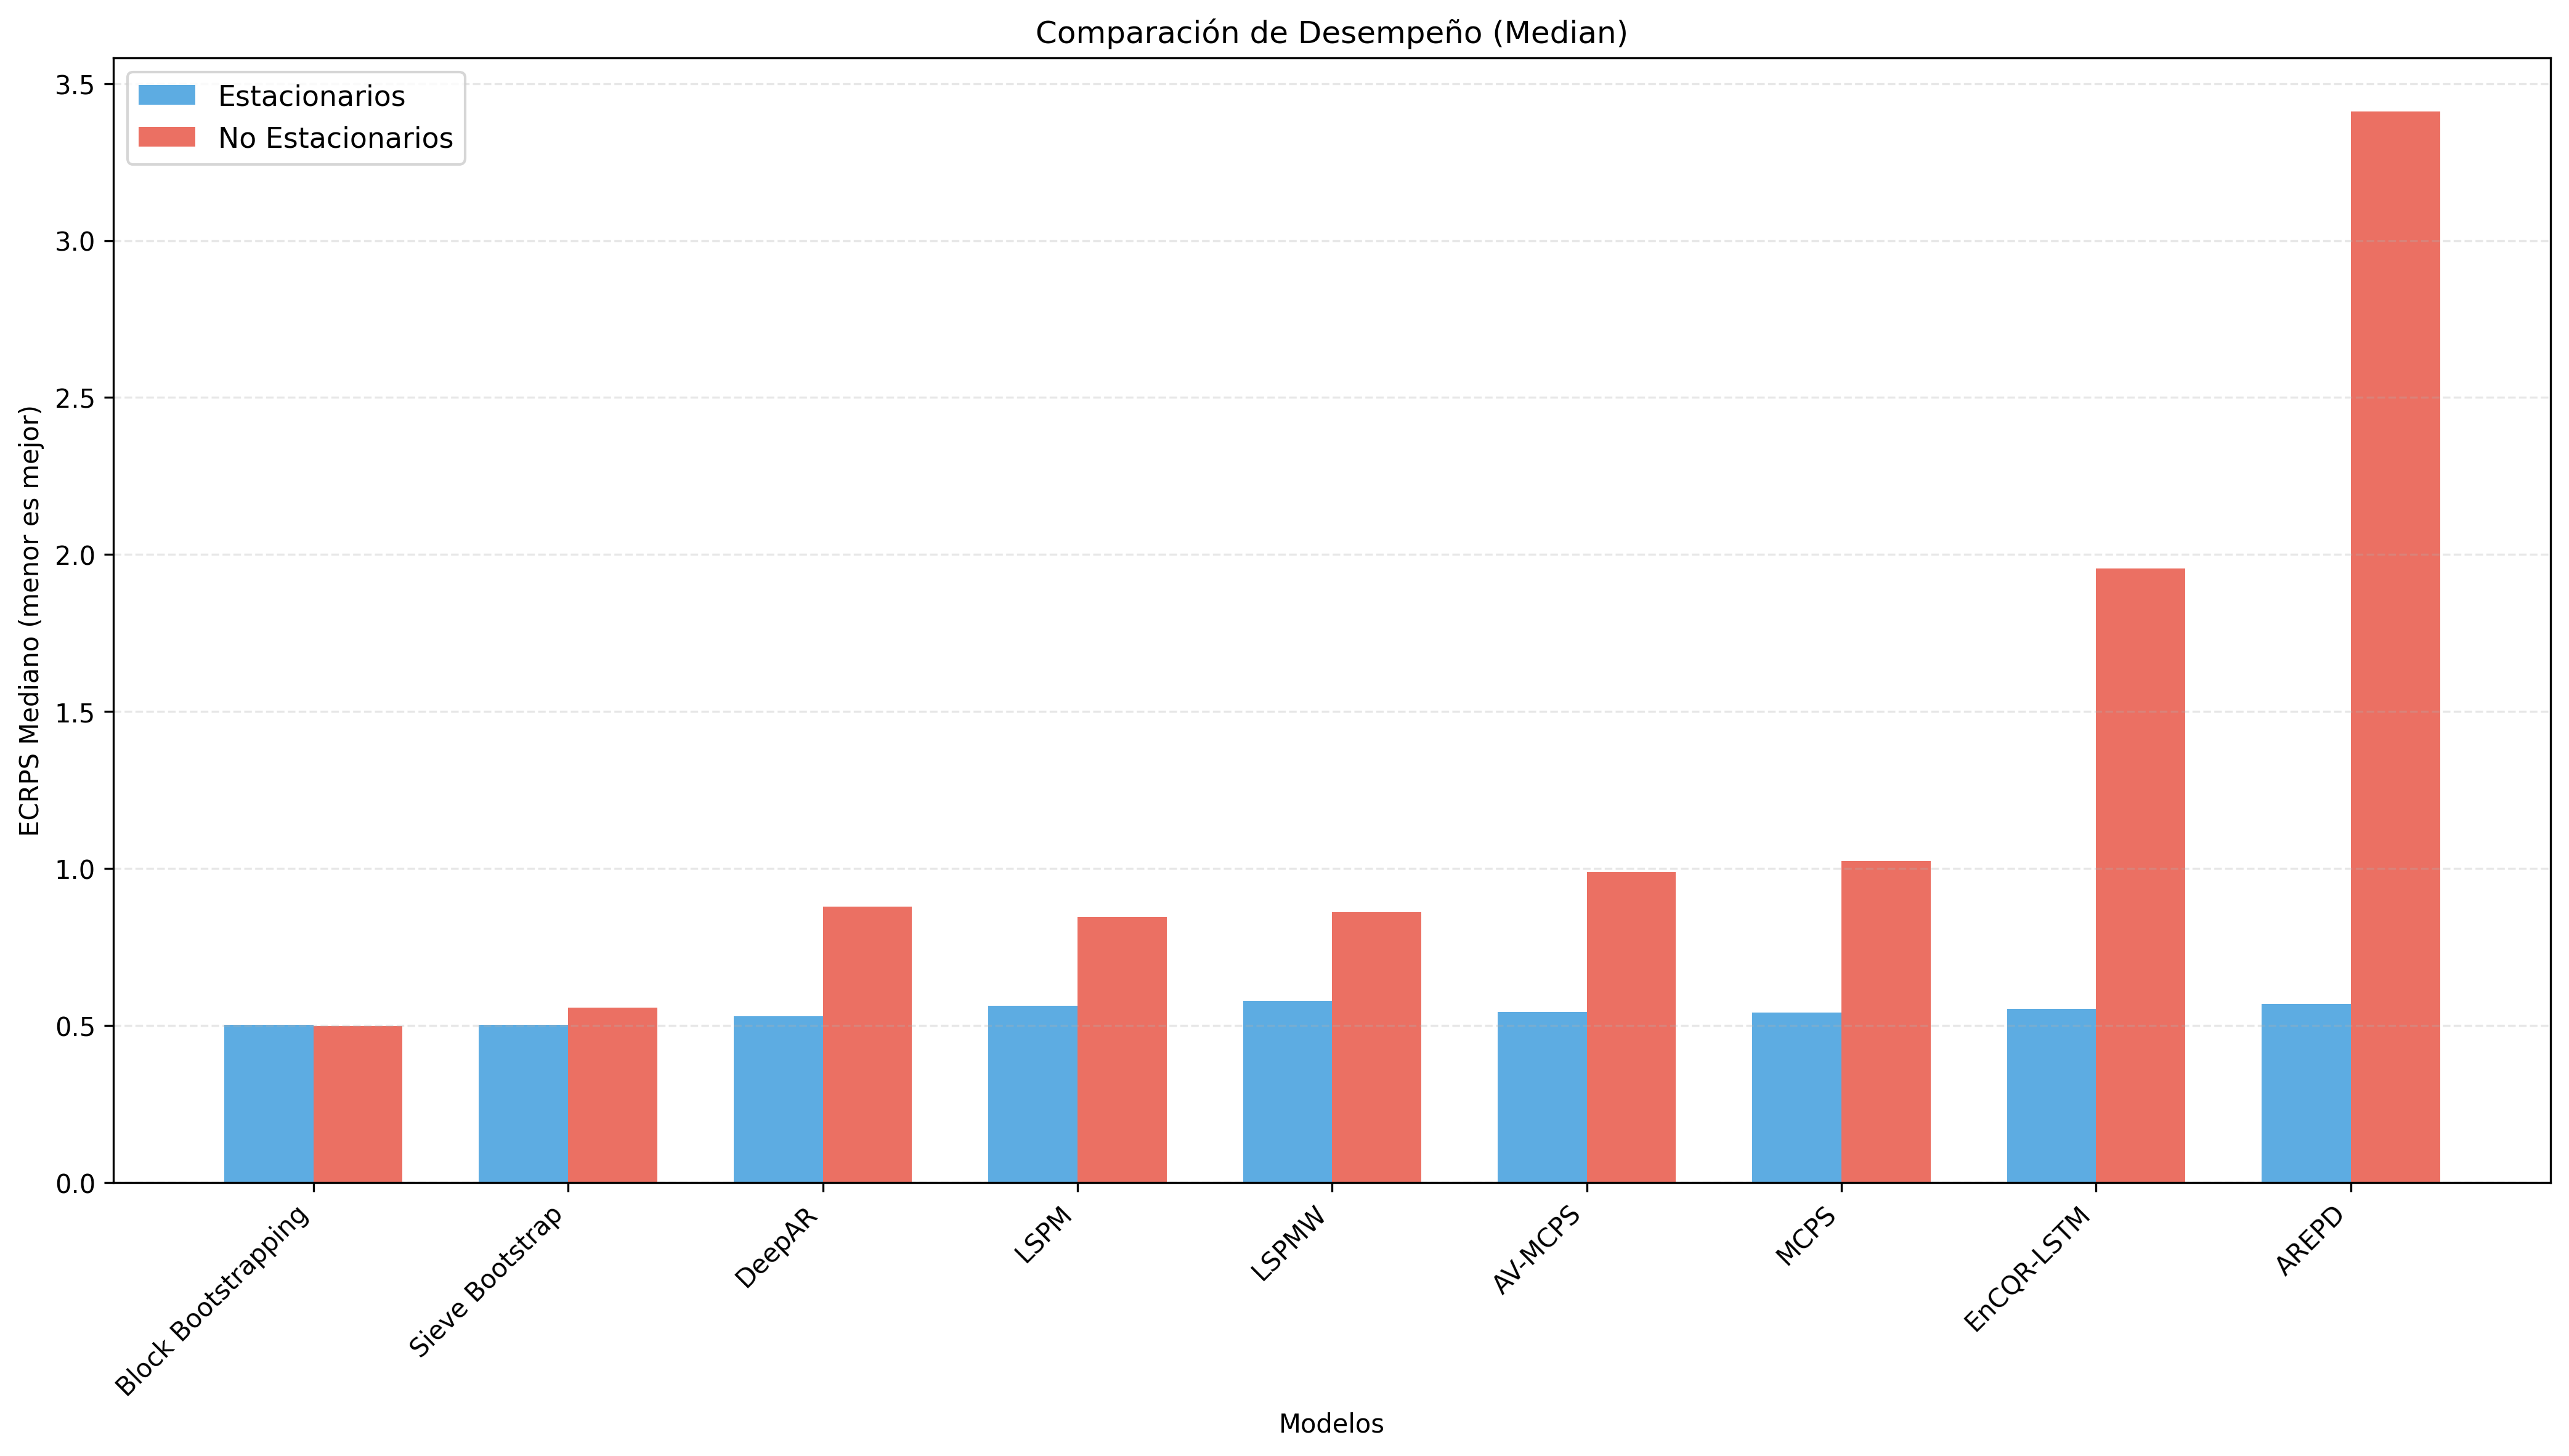 Comparación de Desempeño (Median)
Estacionarios
No Estacionarios
ECRPS Mediano (menor es mejor)
3.5
3.0
2.5
2.0
1.5
1.0
0.5
0.0
Block Bootstrapping
Sieve Bootstrap
DeepAR
LSPM
LSPMW
AV-MCPS
MCPS
EnCQR-LSTM
AREPD
Modelos